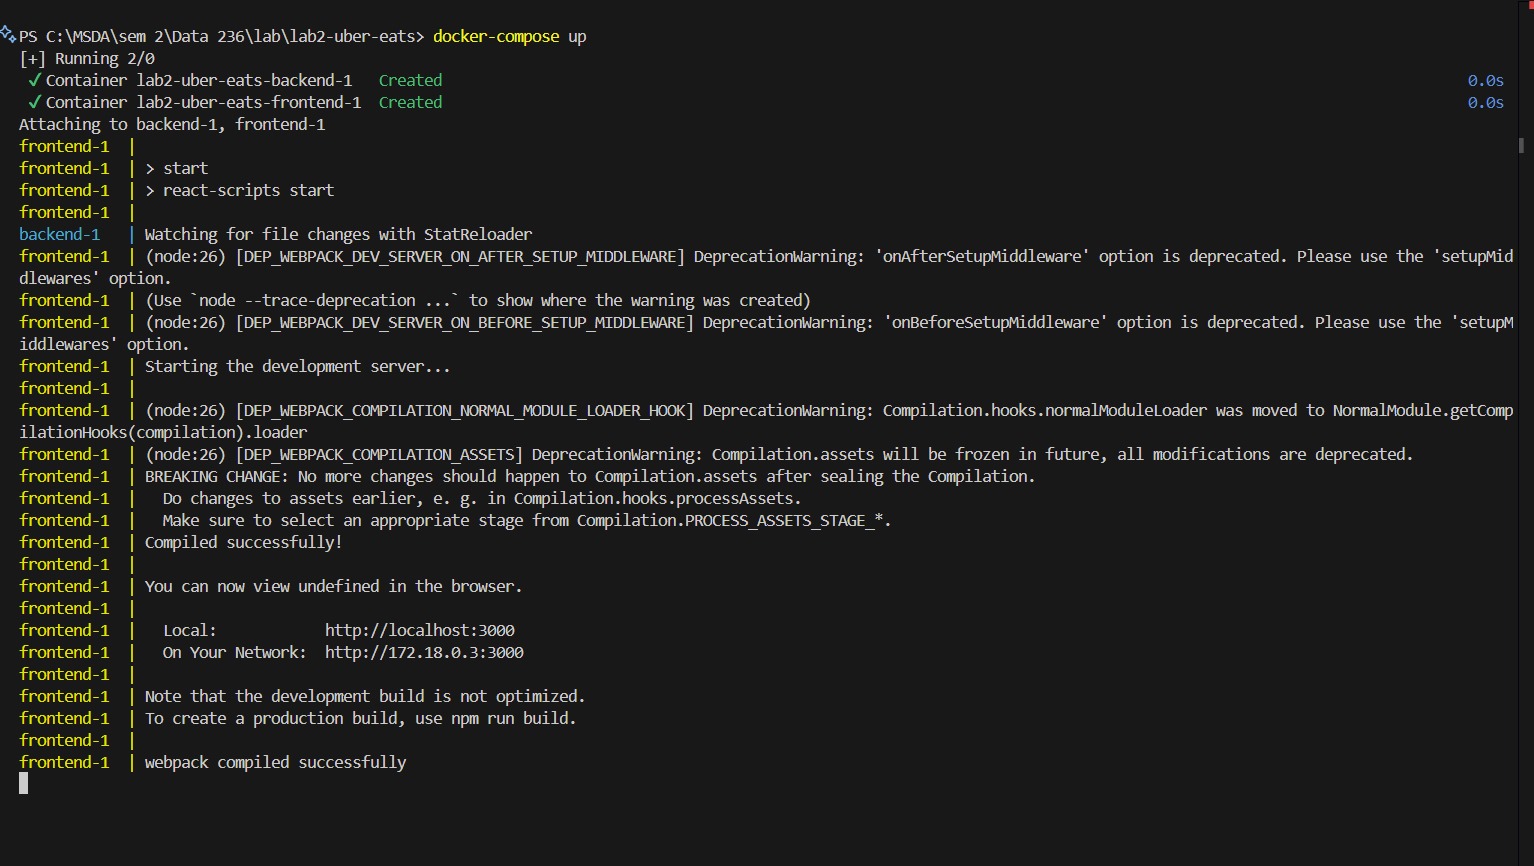 PS C:\MSDA\sem 2\Data 236\lab\lab2-uber-eats> docker-compose up
[+] Running 2/0
✓ Container lab2-uber-eats-backend-1   Created   0.0s
✓ Container lab2-uber-eats-frontend-1  Created   0.0s
Attaching to backend-1, frontend-1
frontend-1  |
frontend-1  | > start
frontend-1  | > react-scripts start
frontend-1  |
backend-1   | Watching for file changes with StatReloader
frontend-1  | (node:26) [DEP_WEBPACK_DEV_SERVER_ON_AFTER_SETUP_MIDDLEWARE] DeprecationWarning: 'onAfterSetupMiddleware' option is deprecated. Please use the 'setupMid
dlewares' option.
frontend-1  | (Use `node --trace-deprecation ...` to show where the warning was created)
frontend-1  | (node:26) [DEP_WEBPACK_DEV_SERVER_ON_BEFORE_SETUP_MIDDLEWARE] DeprecationWarning: 'onBeforeSetupMiddleware' option is deprecated. Please use the 'setupM
iddlewares' option.
frontend-1  | Starting the development server...
frontend-1  |
frontend-1  | (node:26) [DEP_WEBPACK_COMPILATION_NORMAL_MODULE_LOADER_HOOK] DeprecationWarning: Compilation.hooks.normalModuleLoader was moved to NormalModule.getComp
ilationHooks(compilation).loader
frontend-1  | (node:26) [DEP_WEBPACK_COMPILATION_ASSETS] DeprecationWarning: Compilation.assets will be frozen in future, all modifications are deprecated.
frontend-1  | BREAKING CHANGE: No more changes should happen to Compilation.assets after sealing the Compilation.
frontend-1  |   Do changes to assets earlier, e. g. in Compilation.hooks.processAssets.
frontend-1  |   Make sure to select an appropriate stage from Compilation.PROCESS_ASSETS_STAGE_*.
frontend-1  | Compiled successfully!
frontend-1  |
frontend-1  | You can now view undefined in the browser.
frontend-1  |
frontend-1  |   Local:            http://localhost:3000
frontend-1  |   On Your Network:  http://172.18.0.3:3000
frontend-1  |
frontend-1  | Note that the development build is not optimized.
frontend-1  | To create a production build, use npm run build.
frontend-1  |
frontend-1  | webpack compiled successfully